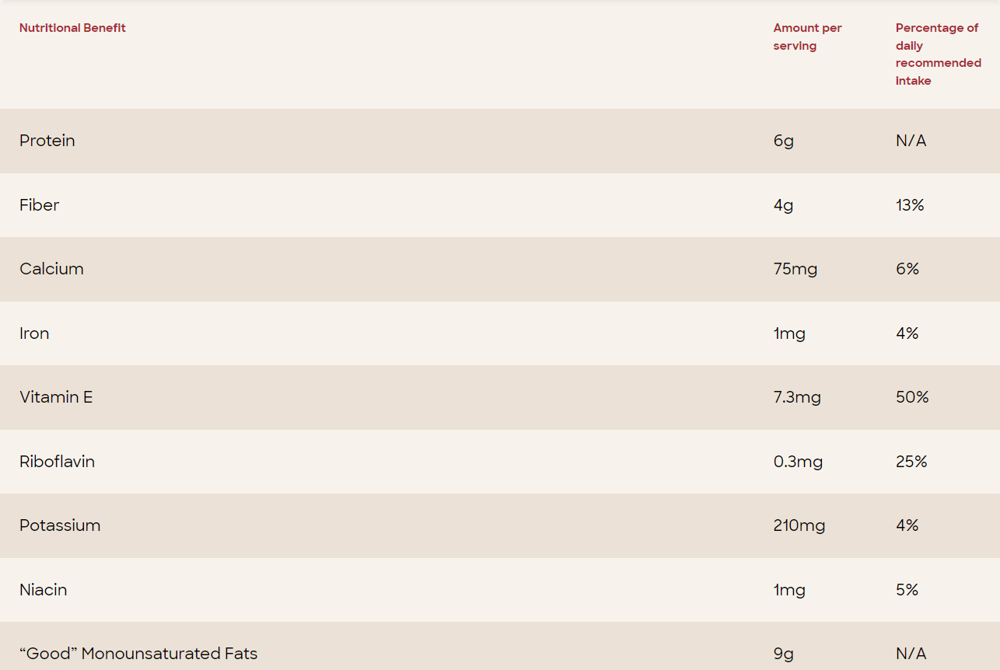 Nutritional Benefit Amount per serving Percentage of daily recommended intake
Protein 6g N/A
Fiber 4g 13%
Calcium 75mg 6%
Iron 1mg 4%
Vitamin E 7.3mg 50%
Riboflavin 0.3mg 25%
Potassium 210mg 4%
Niacin 1mg 5%
“Good” Monounsaturated Fats 9g N/A